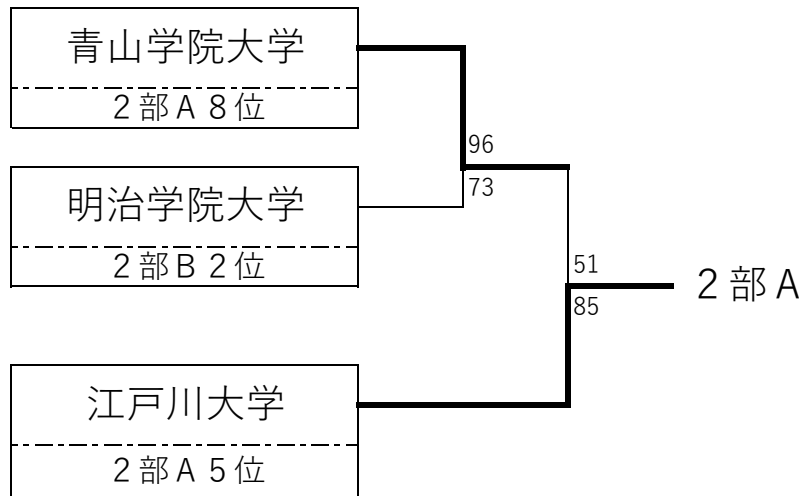 青山学院大学
２部Ａ８位
96
73
明治学院大学
２部Ｂ２位
51
85
２部Ａ
江戸川大学
２部Ａ５位